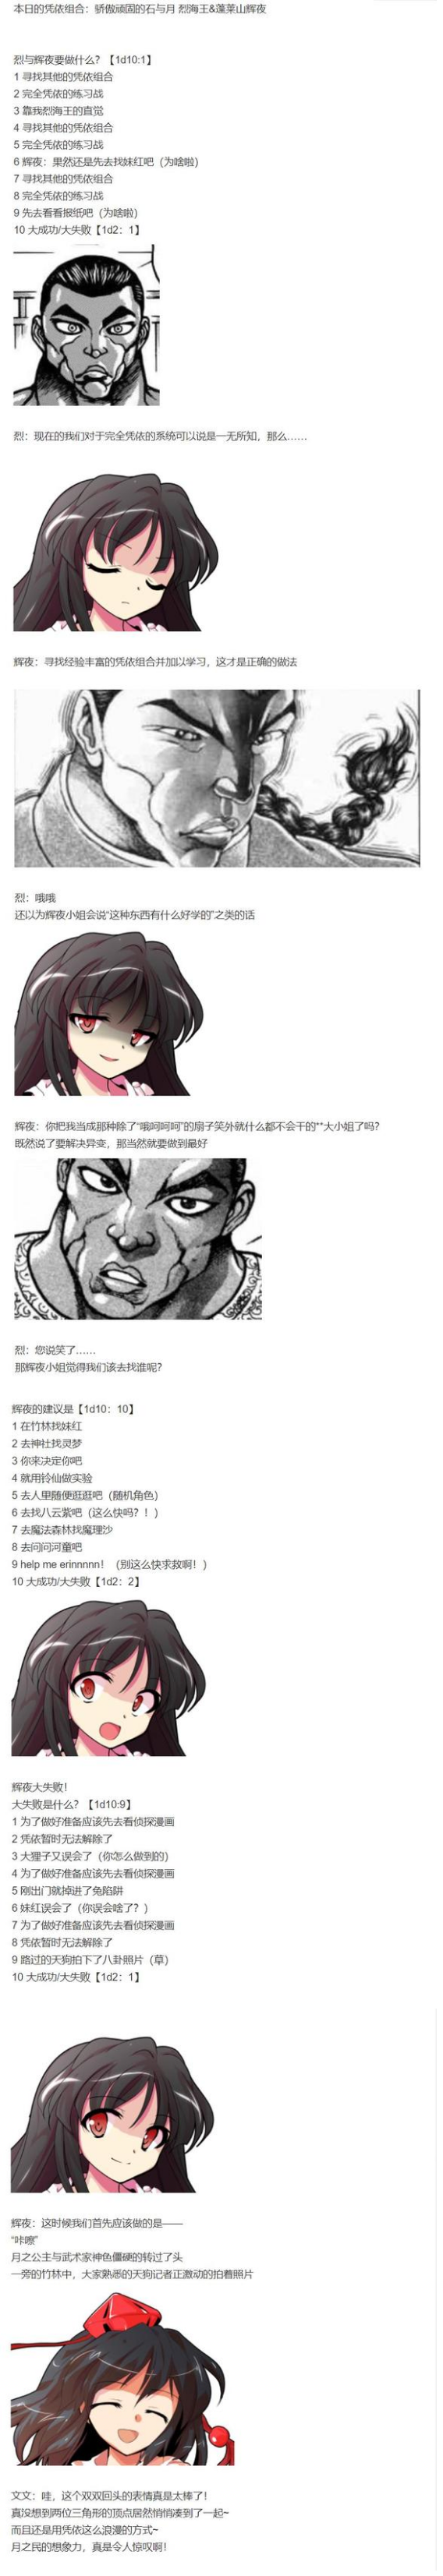 本日的凭依组合：骄傲顽固的石与月 烈海王&蓬莱山辉夜
烈与辉夜要做什么？【1d10:1】
1 寻找其他的凭依组合
2 完全凭依的练习战
3 靠我烈海王的直觉
4 寻找其他的凭依组合
5 完全凭依的练习战
6 辉夜：果然还是先去找妹红吧（为啥啦）
7 寻找其他的凭依组合
8 完全凭依的练习战
9 先去看看报纸吧（为啥啦）
10 大成功/大失败【1d2：1】
烈：现在的我们对于完全凭依的系统可以说是一无所知，那么……
辉夜：寻找经验丰富的凭依组合并加以学习，这才是正确的做法
烈：哦哦
还以为辉夜小姐会说“这种东西有什么好学的”之类的话
辉夜：你把我当成那种除了“哦呵呵呵”的扇子笑外就什么都不会干的**大小姐了吗？
既然说了要解决异变，那当然就要做到最好
烈：您说笑了……
那辉夜小姐觉得我们该去找谁呢？
辉夜的建议是【1d10：10】
1 在竹林找妹红
2 去神社找灵梦
3 你来决定你吧
4 就用铃仙做实验
5 去人里随便逛逛吧（随机角色）
6 去找八云紫吧（这么快吗？！）
7 去魔法森林找魔理沙
8 去问问河童吧
9 help me erinnnnn！（别这么快求救啊！）
10 大成功/大失败【1d2：2】
辉夜大失败！
大失败是什么？【1d10:9】
1 为了做好准备应该先去看侦探漫画
2 凭依暂时无法解除了
3 大狸子又误会了（你怎么做到的）
4 为了做好准备应该先去看侦探漫画
5 刚出门就掉进了兔陷阱
6 妹红误会了（你误会啥了？）
7 为了做好准备应该先去看侦探漫画
8 凭依暂时无法解除了
9 路过的天狗拍下了八卦照片（草）
10 大成功/大失败【1d2：1】
辉夜：这时候我们首先应该做的是——
“咔嚓”
月之公主与武术家神色僵硬的转过了头
一旁的竹林中，大家熟悉的天狗记者正激动的拍着照片
文文：哇，这个双双回头的表情真是太棒了！
真没想到两位三角形的顶点居然悄悄凑到了一起~
而且还是用凭依这么浪漫的方式~
月之民的想象力，真是令人惊叹啊！